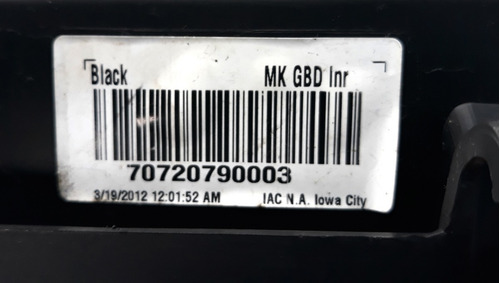 Black MK GBD Inr
70720790003
3/19/2012 12:01:52 AM IAC N.A. Iowa City